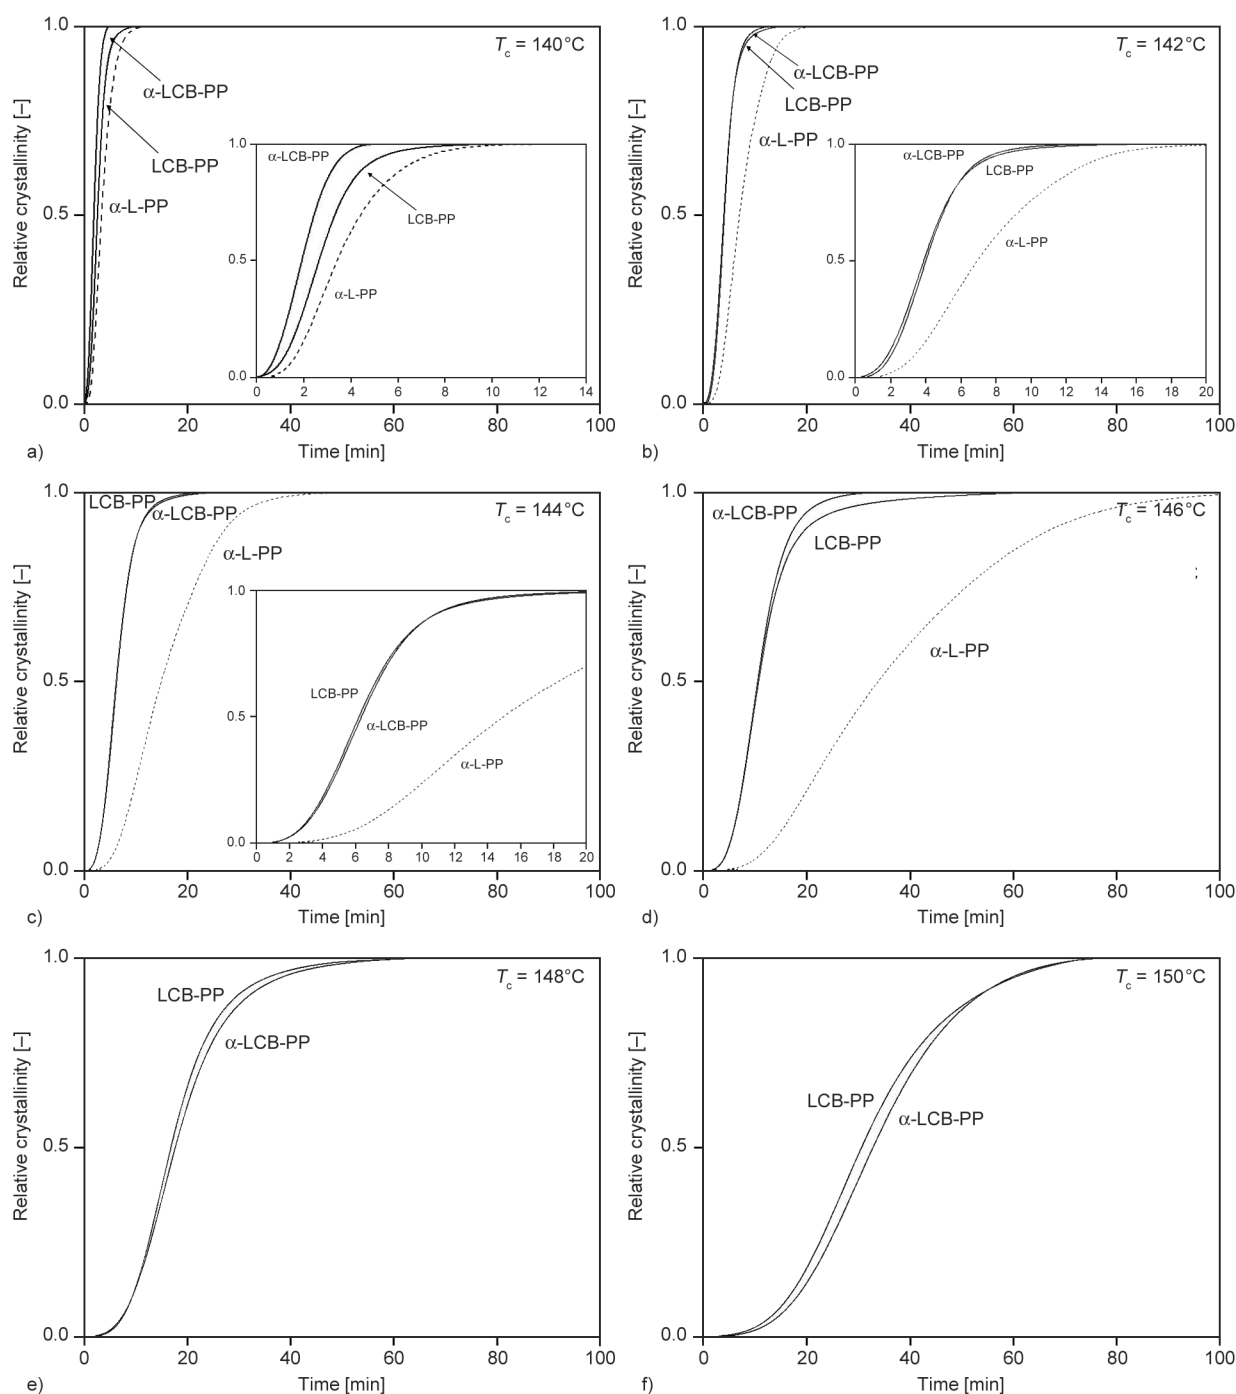 1.0
0.5
0.0
Relative crystallinity [–]
Tc = 140°C
α-LCB-PP
LCB-PP
α-L-PP
1.0
0.5
0.0
α-LCB-PP
LCB-PP
α-L-PP
0 2 4 6 8 10 12 14
0 20 40 60 80 100
Time [min]
a)
1.0
0.5
0.0
Relative crystallinity [–]
Tc = 142°C
α-LCB-PP
LCB-PP
α-L-PP
1.0
0.5
0.0
α-LCB-PP
LCB-PP
α-L-PP
0 2 4 6 8 10 12 14 16 18 20
0 20 40 60 80 100
Time [min]
b)
1.0
0.5
0.0
Relative crystallinity [–]
Tc = 144°C
LCB-PP
α-LCB-PP
α-L-PP
1.0
0.5
0.0
LCB-PP
α-LCB-PP
α-L-PP
0 2 4 6 8 10 12 14 16 18 20
0 20 40 60 80 100
Time [min]
c)
1.0
0.5
0.0
Relative crystallinity [–]
Tc = 146°C
α-LCB-PP
LCB-PP
α-L-PP
;
0 20 40 60 80 100
Time [min]
d)
1.0
0.5
0.0
Relative crystallinity [–]
Tc = 148°C
LCB-PP
α-LCB-PP
0 20 40 60 80 100
Time [min]
e)
1.0
0.5
0.0
Relative crystallinity [–]
Tc = 150°C
LCB-PP
α-LCB-PP
0 20 40 60 80 100
Time [min]
f)